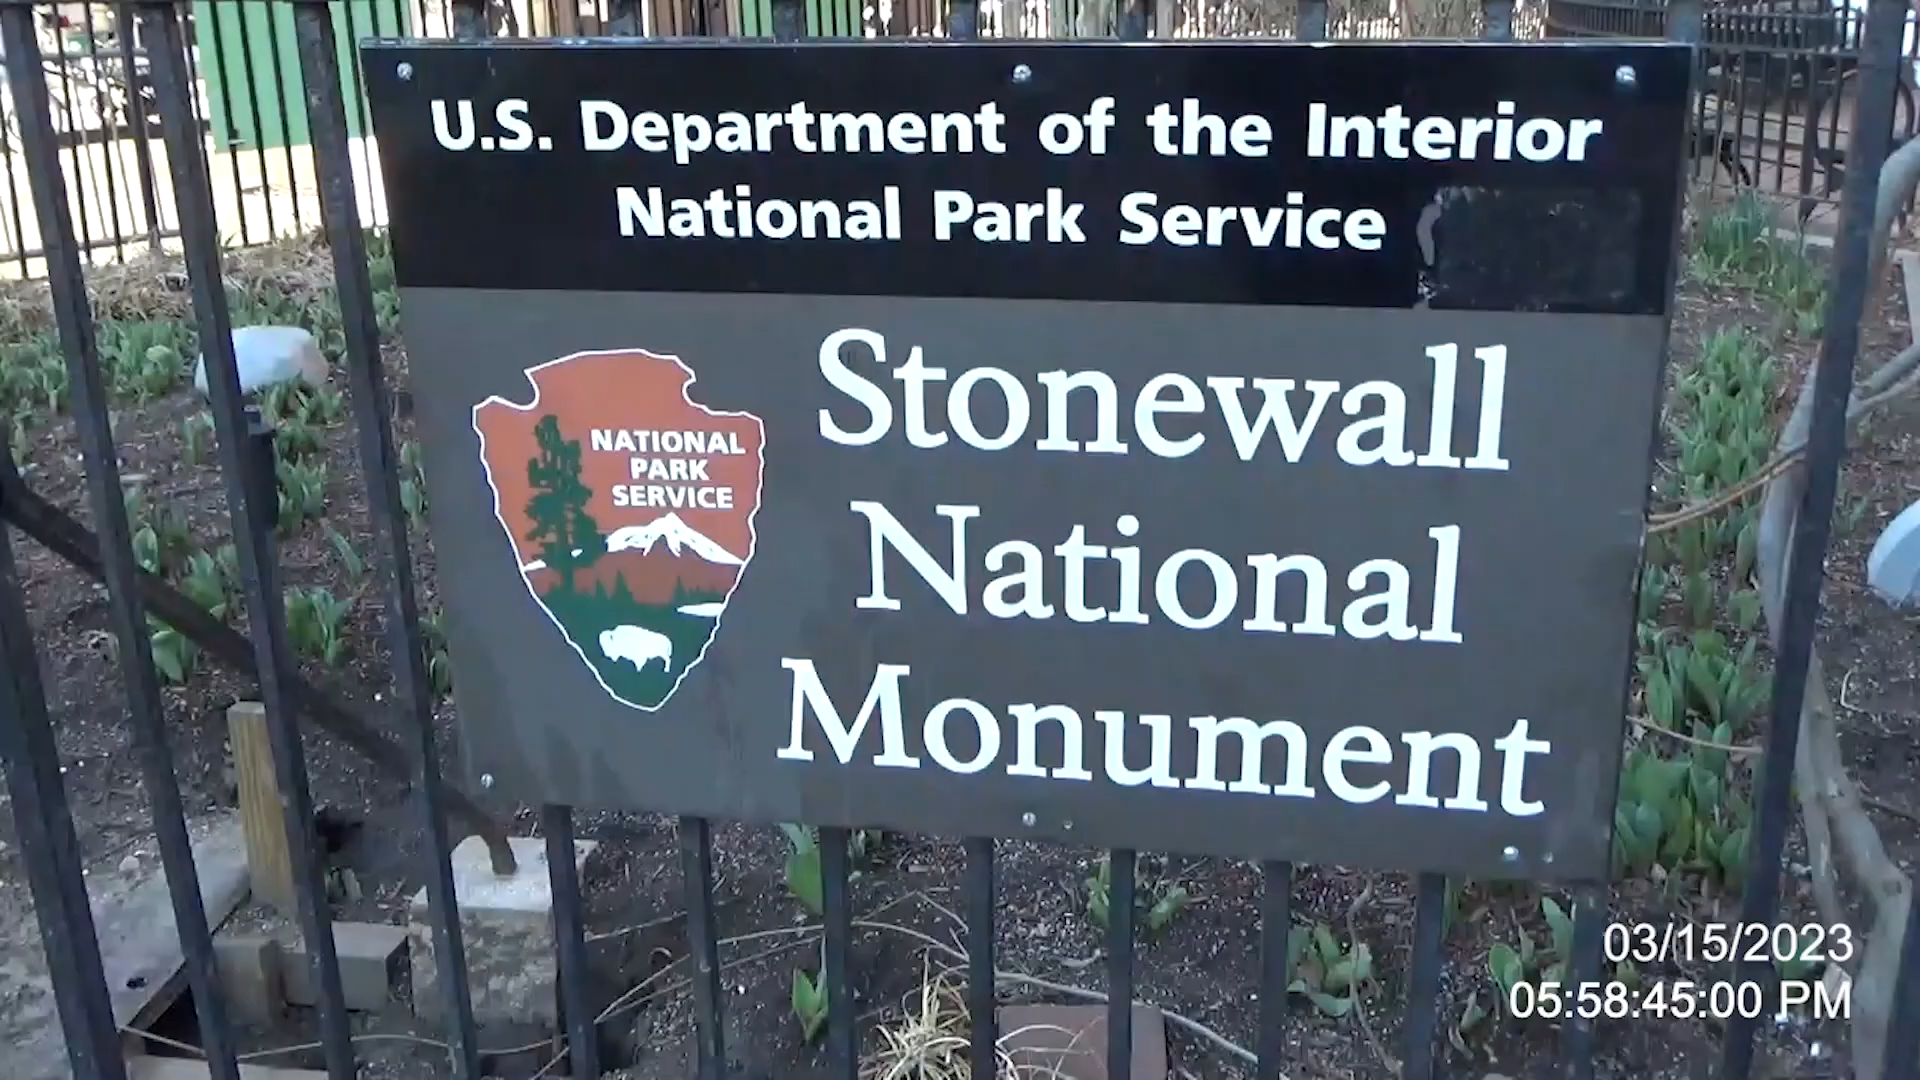 U.S. Department of the Interior
National Park Service
NATIONAL
PARK
SERVICE
Stonewall
National
Monument
03/15/2023
05:58:45:00 PM